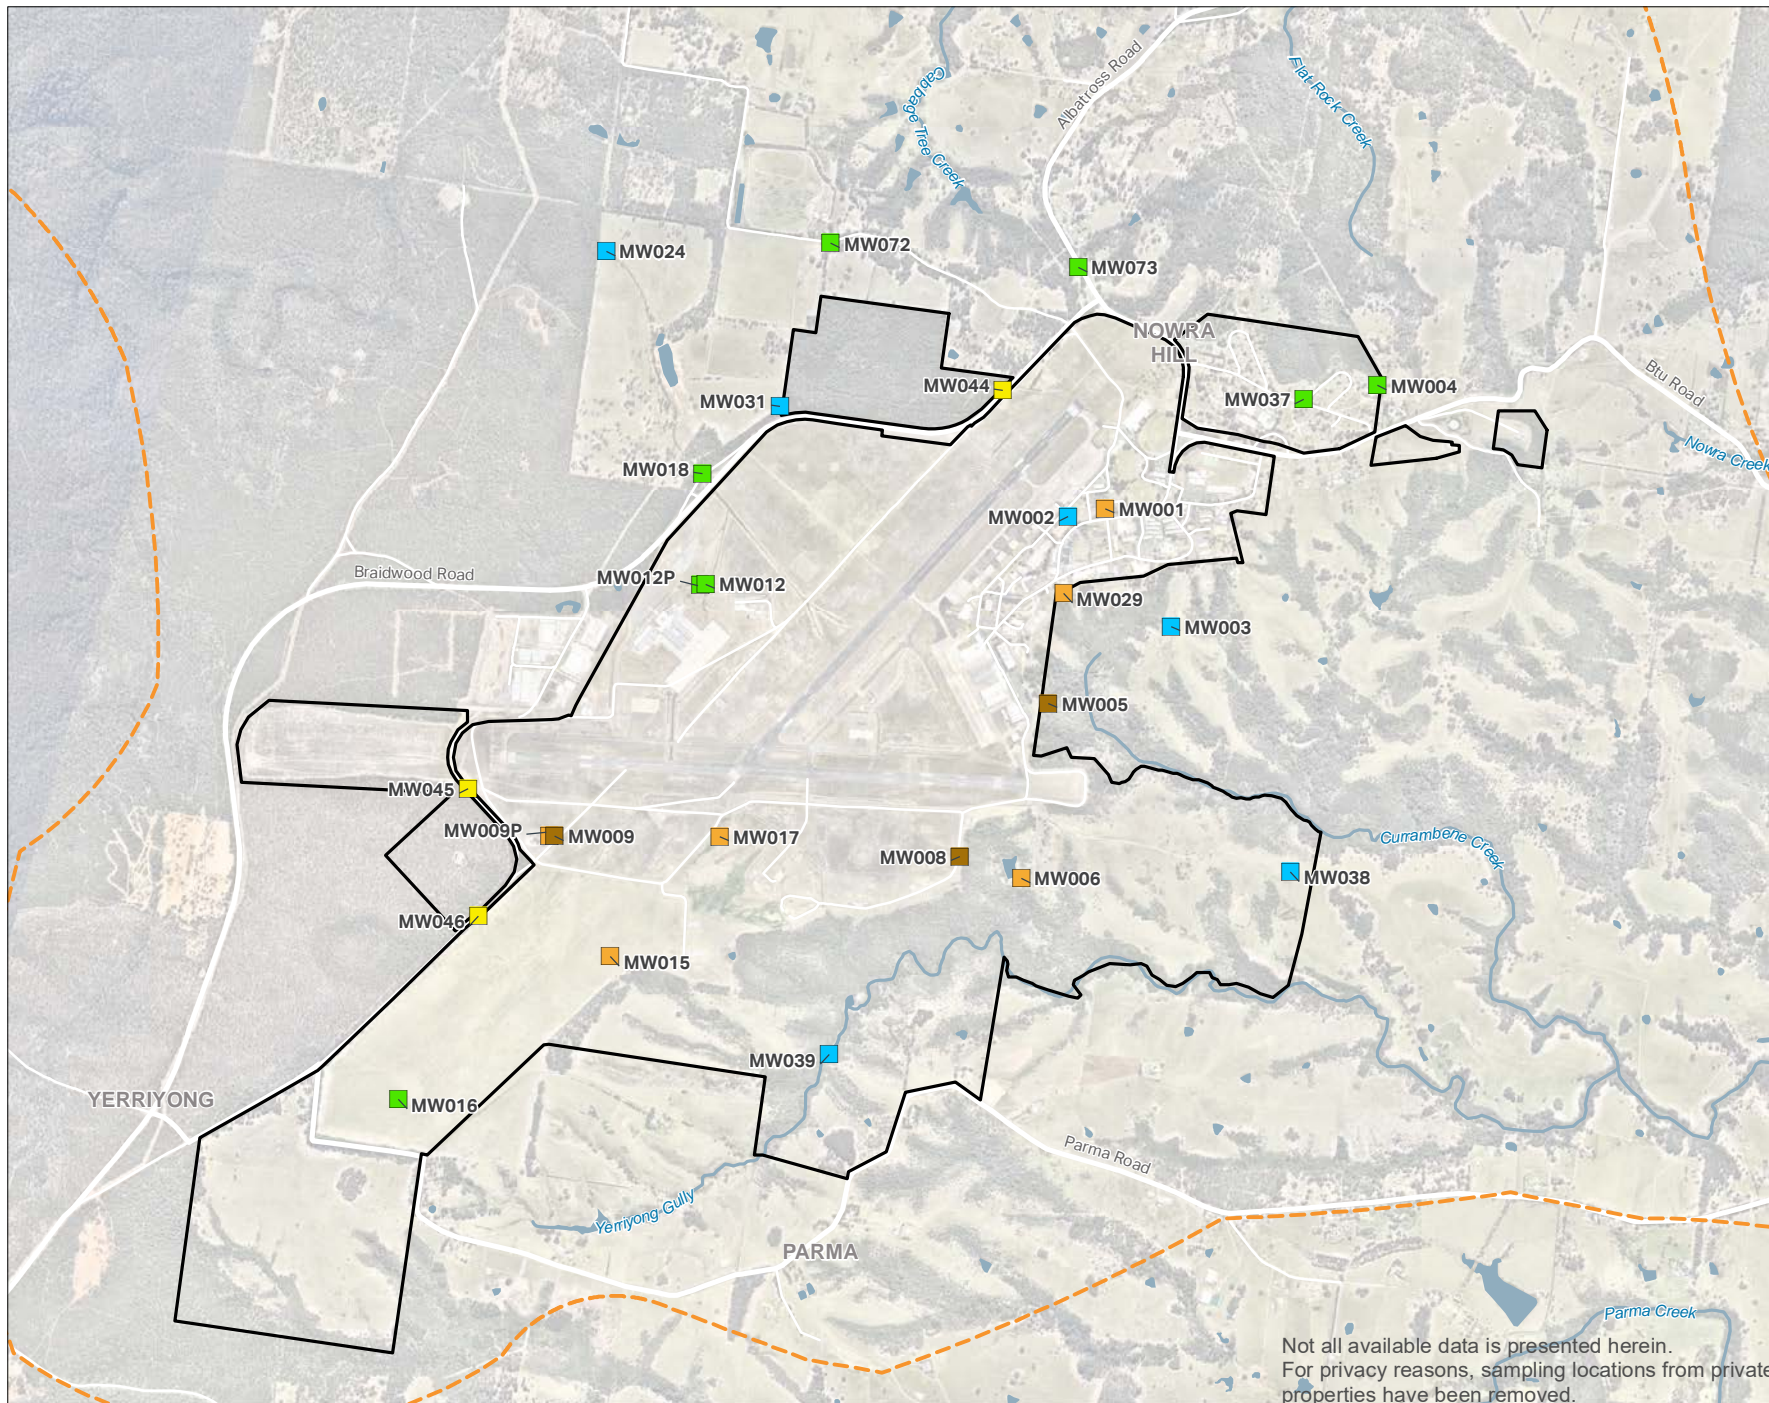 Cabbage Tree Creek
Albatross Road
Flat Rock Creek
MW024
MW072
MW073
NOWRA
HILL
MW044
MW004
MW031
MW037
Btu Road
Nowra Creek
MW018
MW002
MW001
Braidwood Road
MW012P
MW012
MW029
MW003
MW005
MW045
MW009P
MW009
MW017
MW008
MW006
MW038
Currambene Creek
MW046
MW015
MW039
YERRIYONG
MW016
Parma Road
Yerriyong Gully
PARMA
Parma Creek
Not all available data is presented herein.
For privacy reasons, sampling locations from private
properties have been removed.